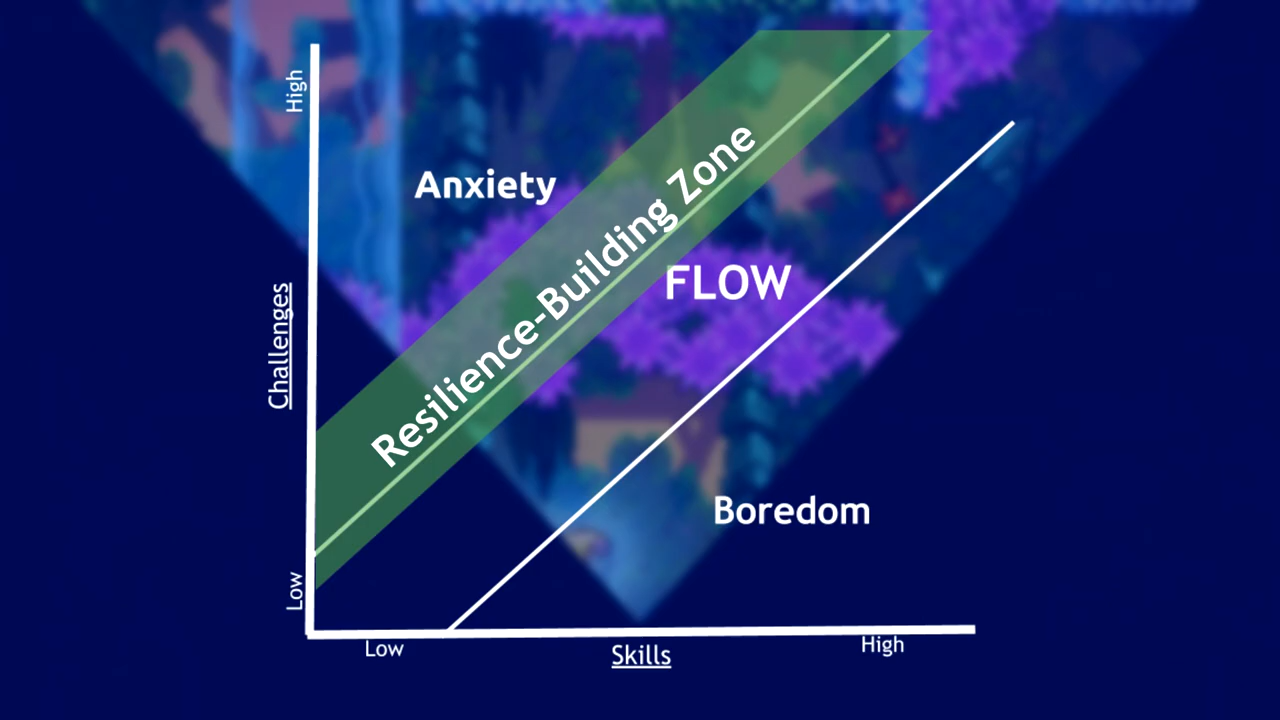 High
Anxiety
Resilience-Building Zone
FLOW
Challenges
Boredom
Low
Low
Skills
High